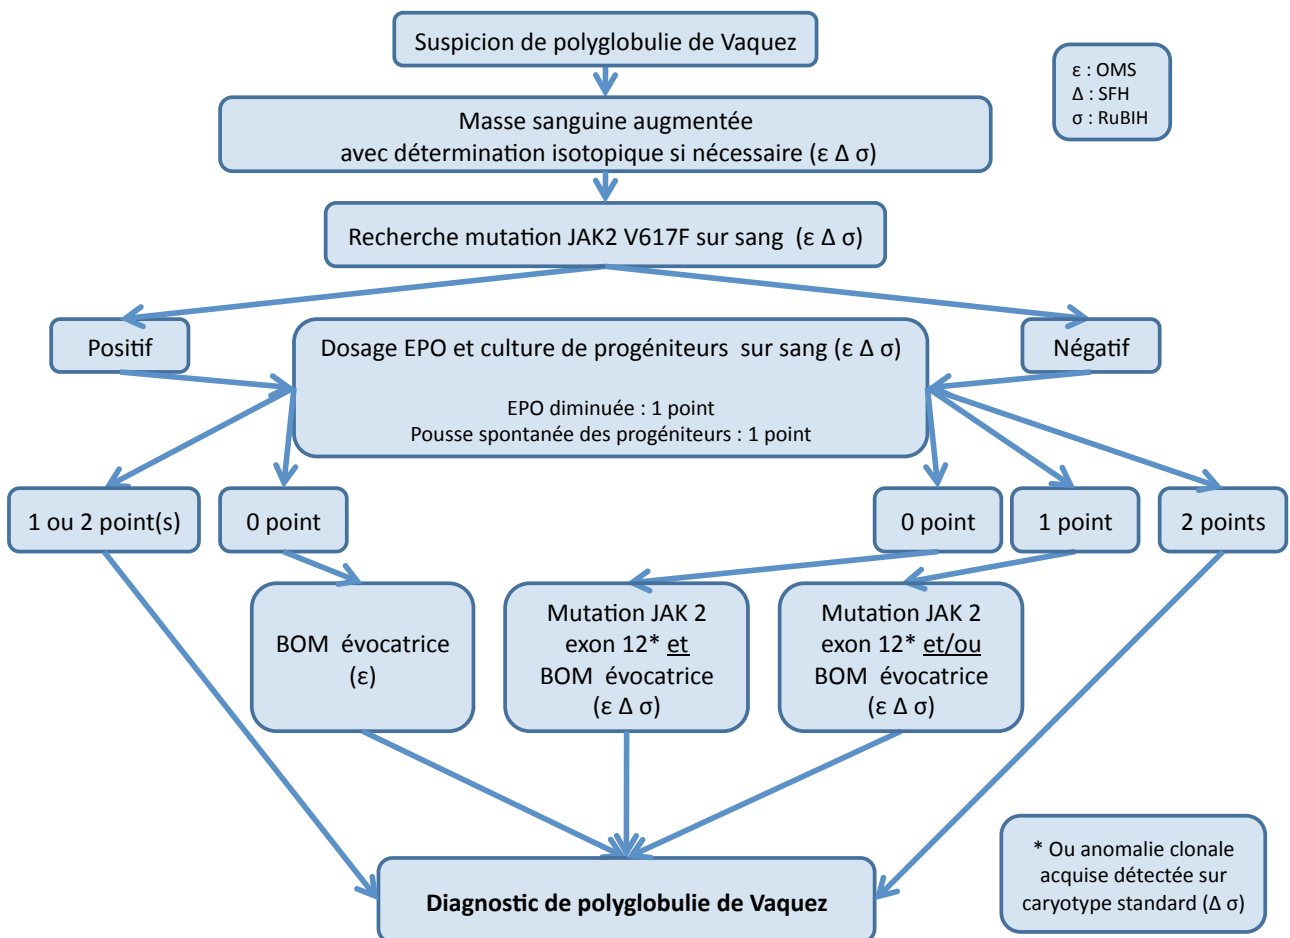 Suspicion de polyglobulie de Vaquez
ε : OMS
Δ : SFH
σ : RuBIH
Masse sanguine augmentée
avec détermination isotopique si nécessaire (ε Δ σ)
Recherche mutation JAK2 V617F sur sang (ε Δ σ)
Positif
Dosage EPO et culture de progéniteurs sur sang (ε Δ σ)
EPO diminuée : 1 point
Pousse spontanée des progéniteurs : 1 point
Négatif
1 ou 2 point(s)
0 point
0 point
1 point
2 points
BOM évocatrice
(ε)
Mutation JAK 2
exon 12* et
BOM évocatrice
(ε Δ σ)
Mutation JAK 2
exon 12* et/ou
BOM évocatrice
(ε Δ σ)
Diagnostic de polyglobulie de Vaquez
* Ou anomalie clonale
acquise détectée sur
caryotype standard (Δ σ)